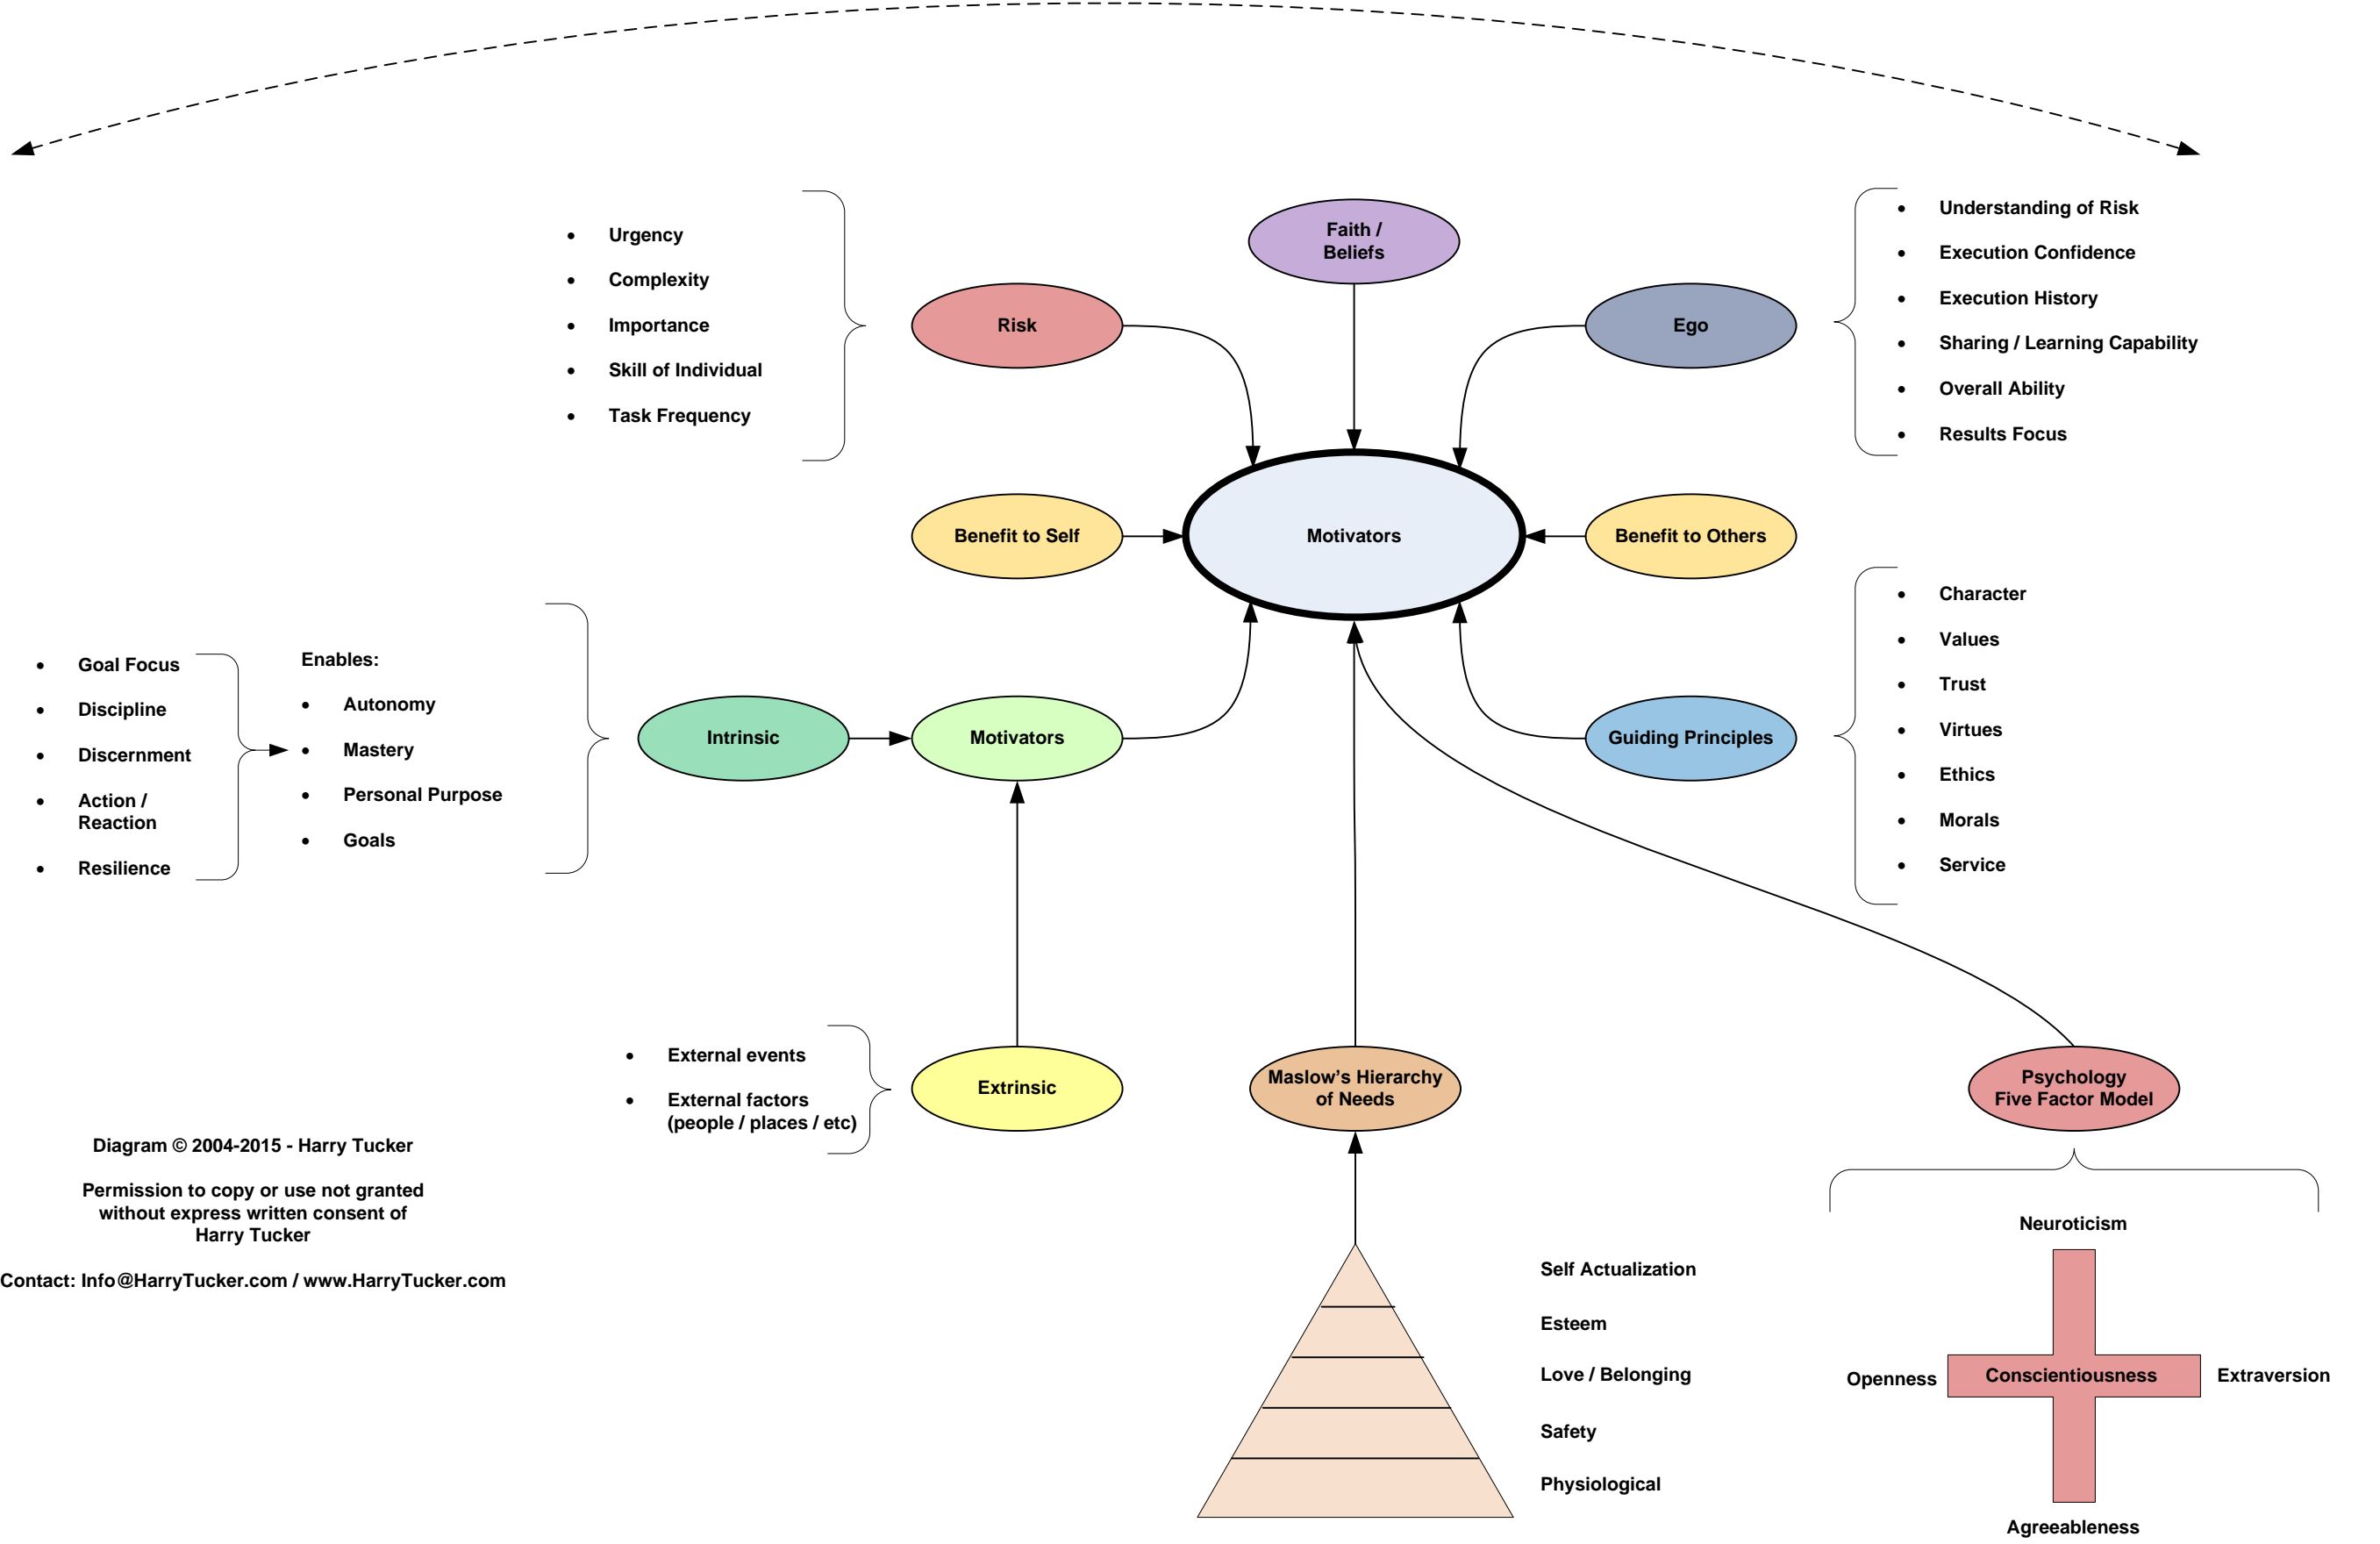 Urgency
Complexity
Importance
Skill of Individual
Task Frequency
Risk
Faith /
Beliefs
Ego
Understanding of Risk
Execution Confidence
Execution History
Sharing / Learning Capability
Overall Ability
Results Focus
Benefit to Self
Motivators
Benefit to Others
Goal Focus
Discipline
Discernment
Action /
Reaction
Resilience
Enables:
Autonomy
Mastery
Personal Purpose
Goals
Intrinsic
Motivators
Guiding Principles
Character
Values
Trust
Virtues
Ethics
Morals
Service
External events
External factors
(people / places / etc)
Extrinsic
Maslow’s Hierarchy
of Needs
Psychology
Five Factor Model
Diagram © 2004-2015 - Harry Tucker
Permission to copy or use not granted
without express written consent of
Harry Tucker
Contact: Info@HarryTucker.com / www.HarryTucker.com
Self Actualization
Esteem
Love / Belonging
Safety
Physiological
Neuroticism
Openness
Conscientiousness
Extraversion
Agreeableness